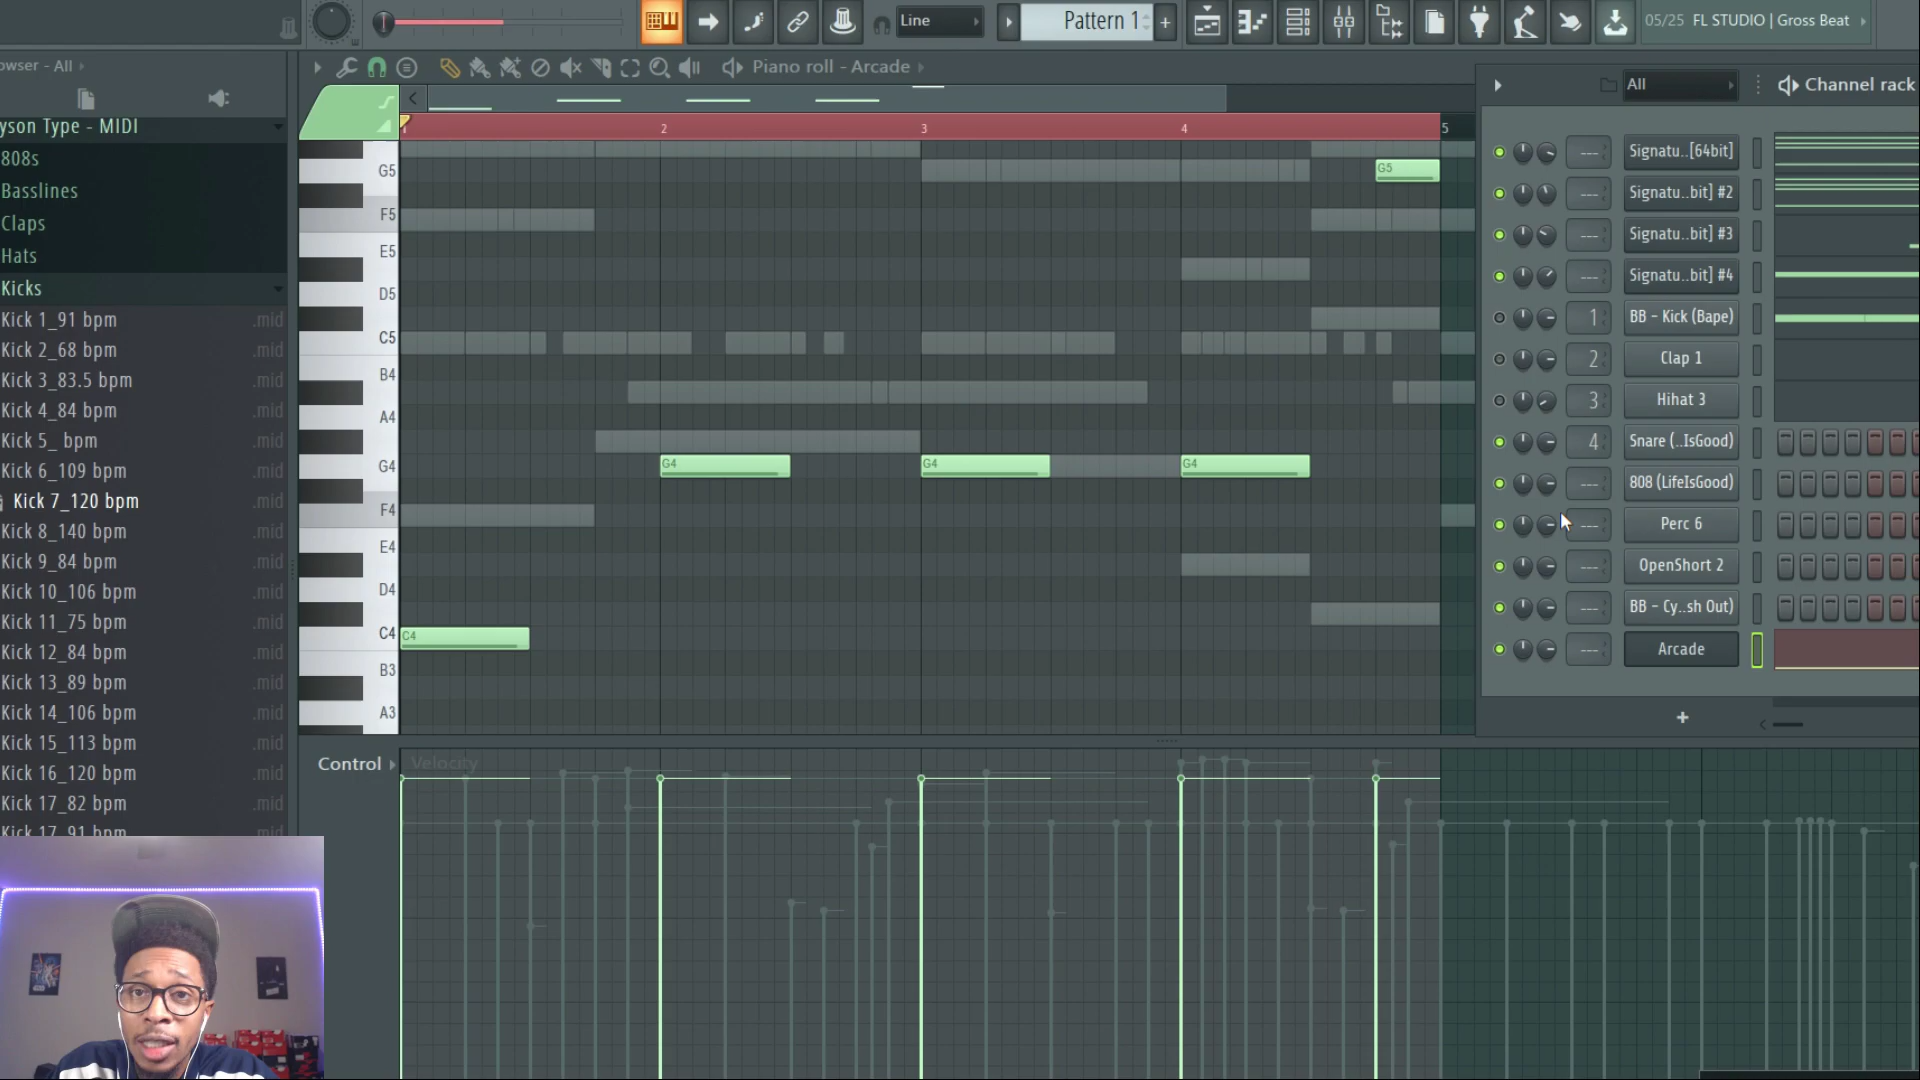 Line
Pattern 1
+
05/25 FL STUDIO | Gross Beat
owser - All
Piano roll - Arcade
All
Channel rack
yson Type - MIDI
808s
Basslines
Claps
Hats
Kicks
Kick 1_91 bpm .mid
Kick 2_68 bpm .mid
Kick 3_83.5 bpm .mid
Kick 4_84 bpm .mid
Kick 5_ bpm .mid
Kick 6_109 bpm .mid
Kick 7_120 bpm .mid
Kick 8_140 bpm .mid
Kick 9_84 bpm .mid
Kick 10_106 bpm .mid
Kick 11_75 bpm .mid
Kick 12_84 bpm .mid
Kick 13_89 bpm .mid
Kick 14_106 bpm .mid
Kick 15_113 bpm .mid
Kick 16_120 bpm .mid
Kick 17_82 bpm .mid
Kick 17_91 bpm .mid
2 3 4 5
G5
F5
E5
D5
C5
B4
A4
G4
F4
E4
D4
C4
B3
A3
G5
G4 G4 G4
C4
Control Velocity
--- Signatu..[64bit]
--- Signatu..bit] #2
--- Signatu..bit] #3
--- Signatu..bit] #4
1 BB - Kick (Bape)
2 Clap 1
3 Hihat 3
4 Snare (..IsGood)
--- 808 (LifeIsGood)
--- Perc 6
--- OpenShort 2
--- BB - Cy..sh Out)
--- Arcade
+